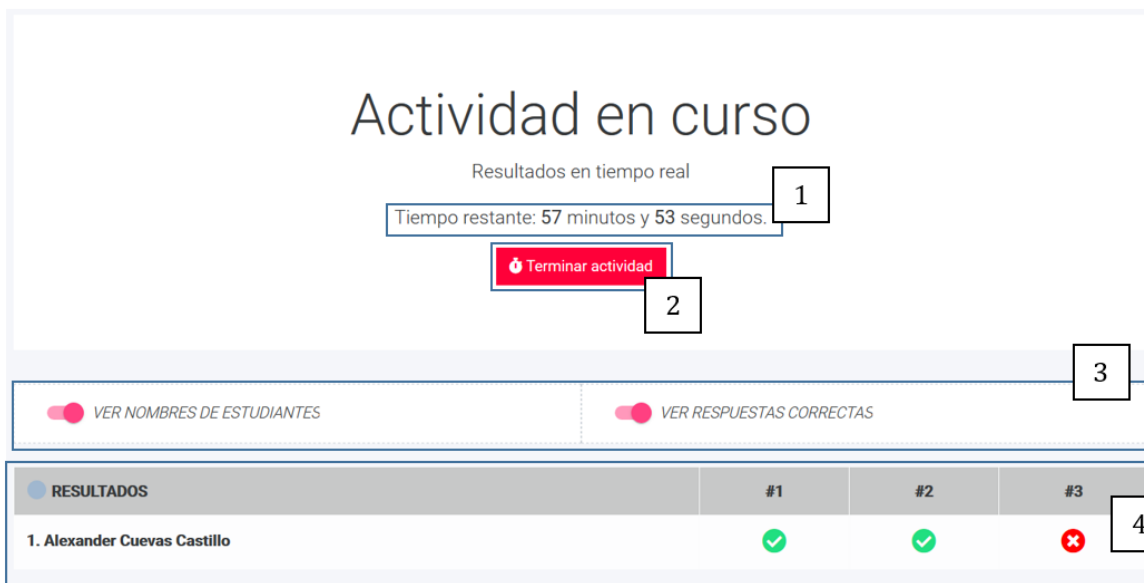 Actividad en curso
Resultados en tiempo real
1
Tiempo restante: 57 minutos y 53 segundos.
Terminar actividad
2
3
VER NOMBRES DE ESTUDIANTES VER RESPUESTAS CORRECTAS
RESULTADOS #1 #2 #3
4
1. Alexander Cuevas Castillo